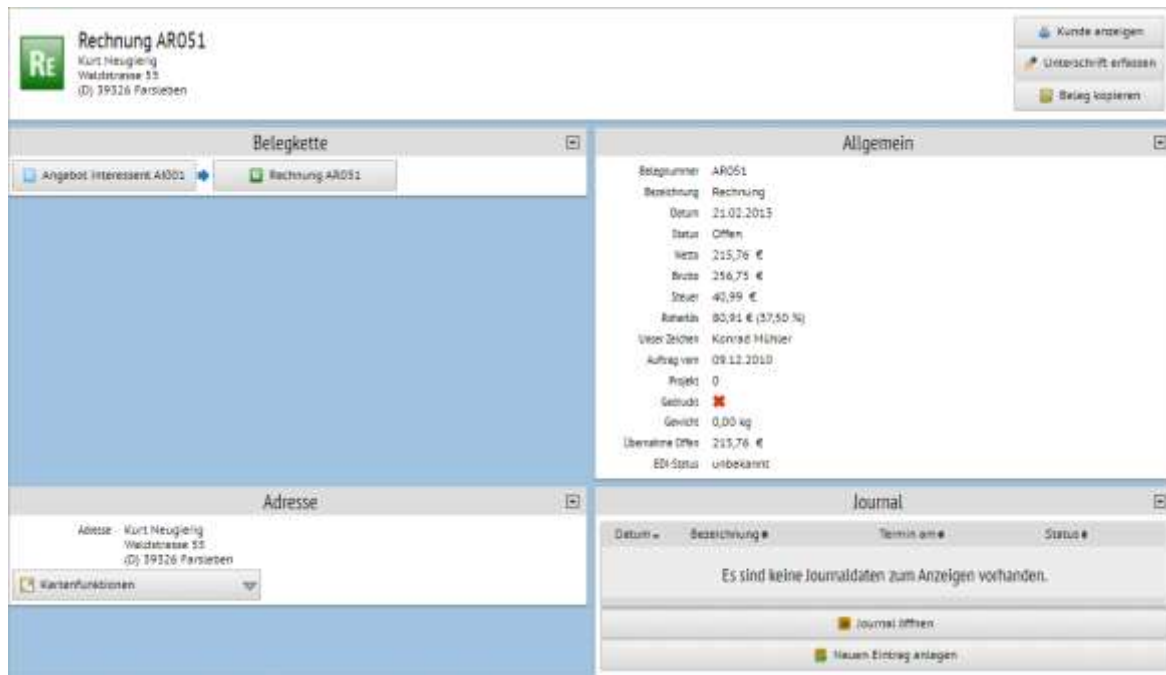 RE
Rechnung AR051
Kurt Neugierig
Waldstrasse 55
(D) 39326 Farsleben
Kunde anzeigen
Unterschrift erfassen
Beleg kopieren
Belegkette
Angebot Interessent AI001
Rechnung AR051
Allgemein
Belegnummer AR051
Bezeichnung Rechnung
Datum 21.02.2013
Status Offen
Netto 215,76 €
Brutto 256,75 €
Steuer 40,99 €
Rohertrag 80,91 € (37,50 %)
Unser Zeichen Konrad Mühler
Auftrag vom 09.12.2010
Projekt 0
Gedruckt
Gewicht 0,00 kg
Übernahme Offen 215,76 €
EDI-Status unbekannt
Adresse
Adresse Kurt Neugierig
Waldstrasse 55
(D) 39326 Farsleben
Kartenfunktionen
Journal
Datum Bezeichnung Termin am Status
Es sind keine Journaldaten zum Anzeigen vorhanden.
Journal öffnen
Neuen Eintrag anlegen